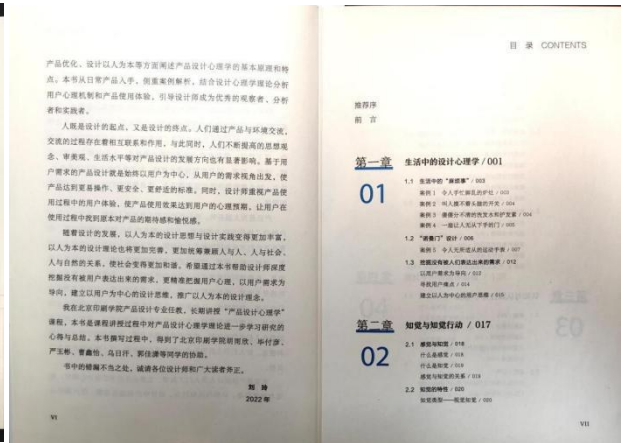 产品优化、设计以人为本等方面阐述产品设计心理学的基本原理和特
点。本书从日常产品入手，侧重案例解析，结合设计心理学理论分析
用户心理机制和产品使用体验，引导设计师成为优秀的观察者、分析
者和实践者。
人既是设计的起点，又是设计的终点。人们通过产品与环境交流，
交流的过程存在着相互联系和作用，与此同时，人们不断提高的思想观
念、审美观、生活水平等对产品设计的发展方向也有显著影响。基于用
户需求的产品设计就是始终以用户为中心，从用户的需求视角出发，使
产品达到更易操作、更安全、更舒适的标准。同时，设计师重视产品使
用过程中的用户体验，使产品使用效果达到用户的心理预期，让用户在
使用过程中找到原本对产品的期待感和愉悦感。
随着设计的发展，以人为本的设计思想与设计实践变得更加丰富，
以人为本的设计理论也将更加完善，更加统筹兼顾人与人、人与社会、
人与自然的关系，使社会变得更加和谐。希望通过本书帮助设计师深度
挖掘没有被用户表达出来的需求，更精准把握用户心理，以用户需求为
导向，建立以用户为中心的设计思维，推广以人为本的设计理念。
我在北京印刷学院产品设计专业任教，长期讲授“产品设计心理学”
课程，本书是课程讲授过程中对产品设计心理学理论进一步学习研究的
心得与总结。本书撰写过程中，得到了北京印刷学院胡雨欣、毕付彦、
严玉彬、曹鑫怡、乌日汗、郭佳潞等同学的协助。
书中的错漏不当之处，诚请各位设计师和广大读者斧正。
刘 玲
2022 年
VI
目 录 CONTENTS
推荐序
前 言
第一章 生活中的设计心理学 / 001
01
1.1 生活中的“麻烦事” / 003
案例 1 令人手忙脚乱的炉灶 / 003
案例 2 叫人摸不着头脑的开关 / 004
案例 3 傻傻分不清的洗发水和护发素 / 004
案例 4 一道让人无从下手的门 / 005
1.2 “诺曼门”设计 / 006
案例 5 令人无所适从的运动手表 / 007
1.3 挖掘没有被人们表达出来的需求 / 012
以用户需求为导向 / 012
寻找用户痛点 / 014
建立以人为中心的用户思维 / 015
第二章 知觉与知觉行动 / 017
02
2.1 感觉与知觉 / 018
什么是感觉 / 018
什么是知觉 / 019
感觉与知觉的关系 / 019
2.2 知觉的特性 / 020
知觉类型——视觉知觉 / 020
VII